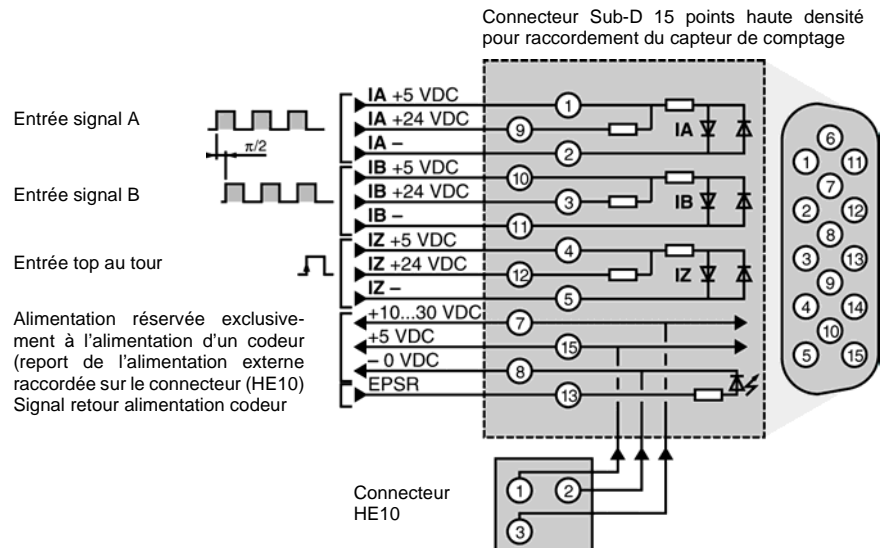 Connecteur Sub-D 15 points haute densité
pour raccordement du capteur de comptage
Entrée signal A
π/2
IA +5 VDC
1
IA +24 VDC
9
IA –
2
IA
Entrée signal B
IB +5 VDC
10
IB +24 VDC
3
IB –
11
IB
Entrée top au tour
IZ +5 VDC
4
IZ +24 VDC
12
IZ –
5
IZ
Alimentation réservée exclusive-
ment à l'alimentation d'un codeur
(report de l'alimentation externe
raccordée sur le connecteur (HE10)
Signal retour alimentation codeur
+10...30 VDC
7
+5 VDC
15
– 0 VDC
8
EPSR
13
6
1
11
7
2
12
8
3
13
9
4
14
10
5
15
Connecteur
HE10
1
2
3